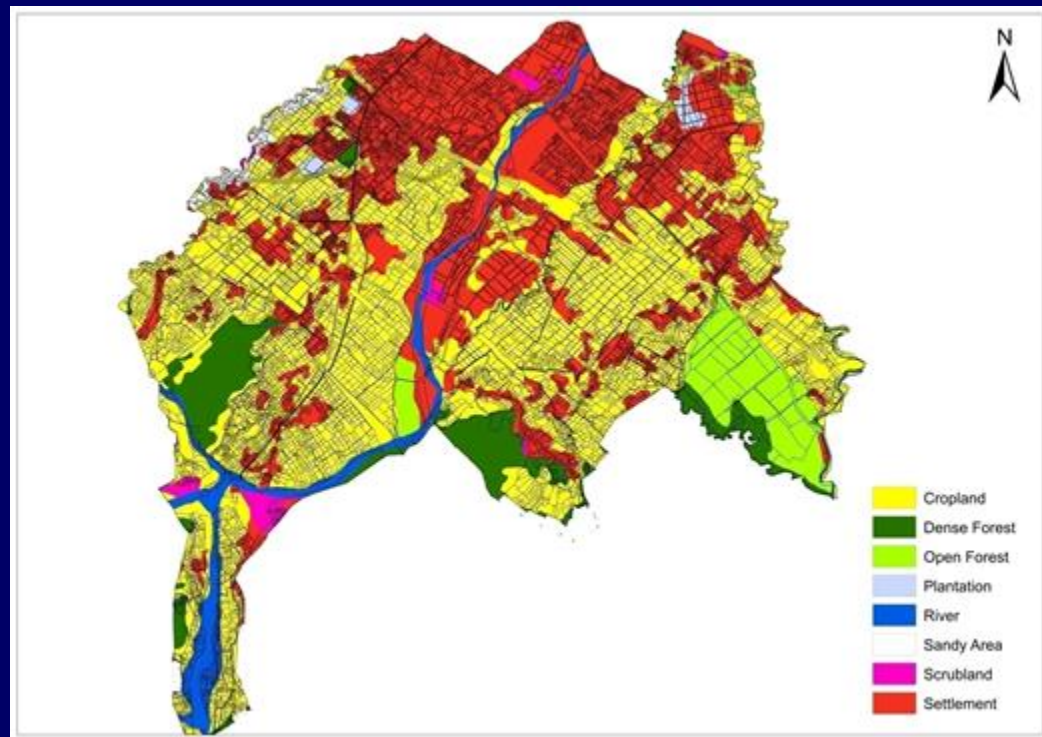 N
Cropland
Dense Forest
Open Forest
Plantation
River
Sandy Area
Scrubland
Settlement